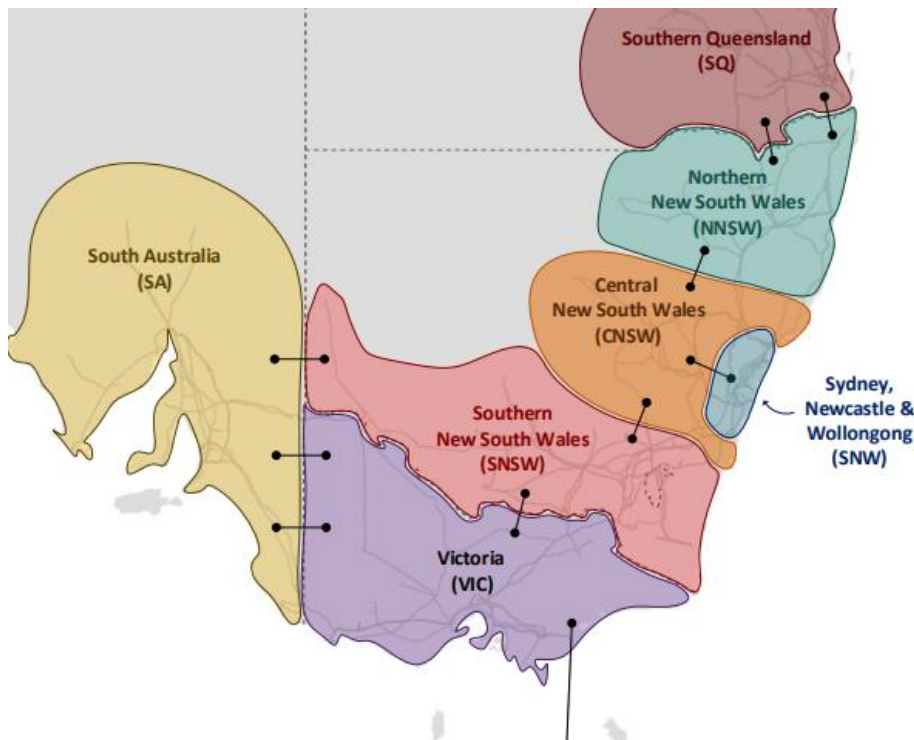 Southern Queensland
(SQ)
Northern
New South Wales
(NNSW)
South Australia
(SA)
Central
New South Wales
(CNSW)
Sydney,
Newcastle &
Wollongong
(SNW)
Southern
New South Wales
(SNSW)
Victoria
(VIC)